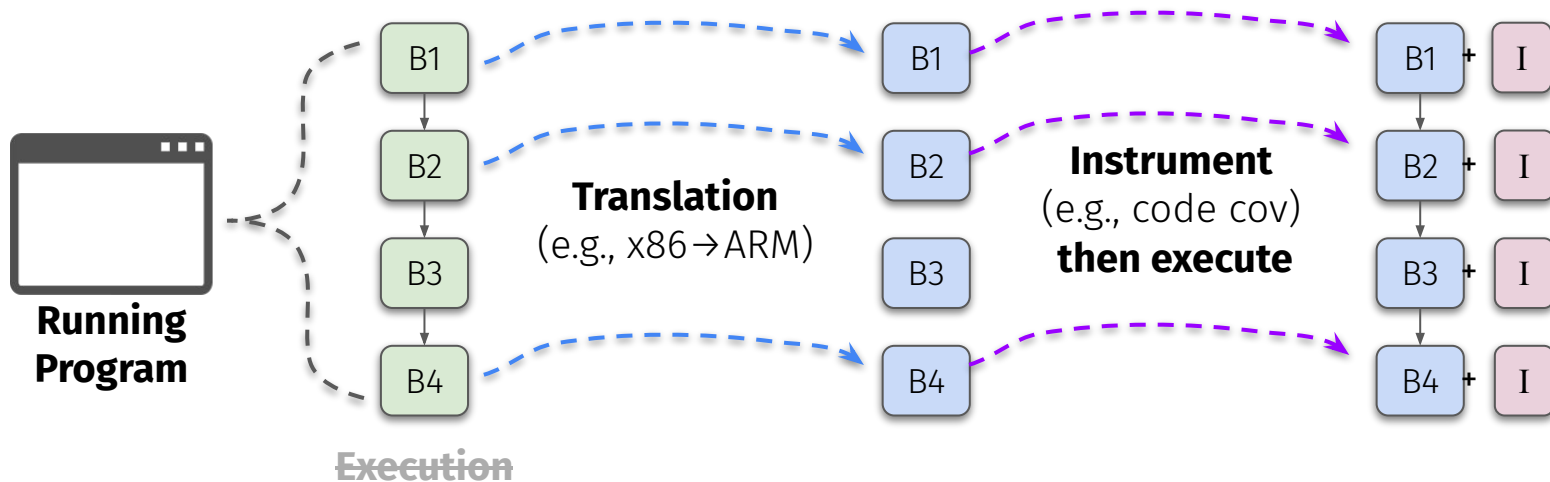 Running
Program
B1
B2
B3
B4
Execution
Translation
(e.g., x86→ARM)
B1
B2
B3
B4
Instrument
(e.g., code cov)
then execute
B1 + I
B2 + I
B3 + I
B4 + I